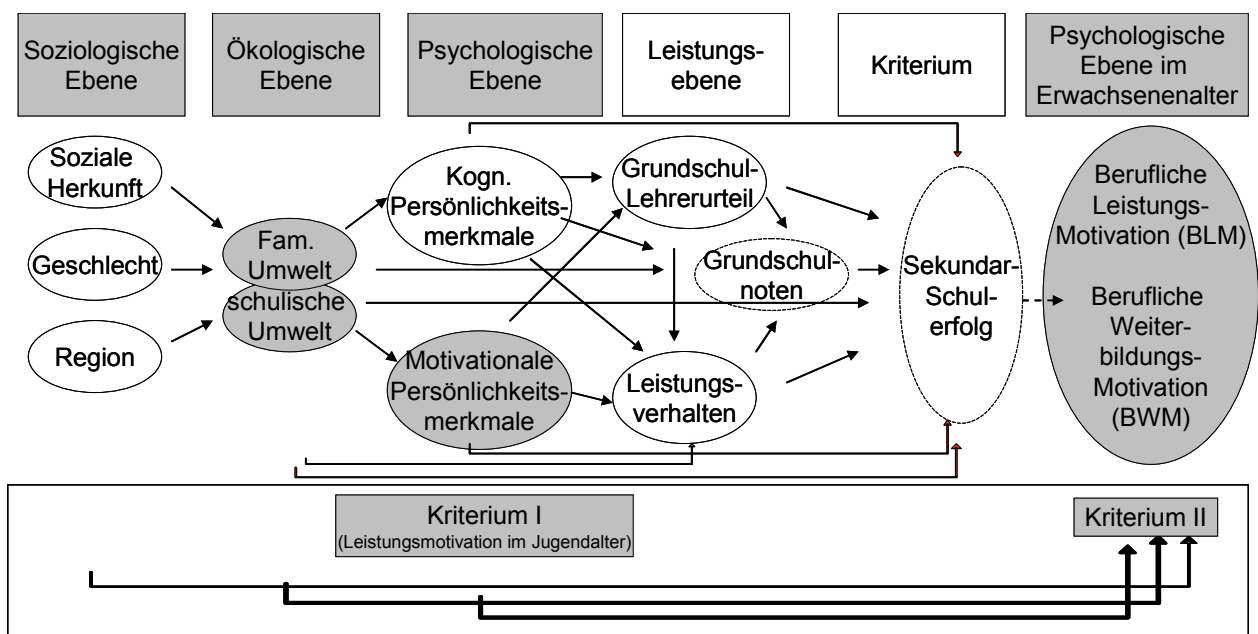 Soziologische
Ebene
Ökologische
Ebene
Psychologische
Ebene
Leistungs-
ebene
Kriterium
Psychologische
Ebene im
Erwachsenenalter
Soziale
Herkunft
Geschlecht
Region
Fam.
Umwelt
schulische
Umwelt
Kogn.
Persönlichkeits-
merkmale
Motivationale
Persönlichkeits-
merkmale
Grundschul-
Lehrerurteil
Grundschul-
noten
Leistungs-
verhalten
Sekundar-
Schul-
erfolg
Berufliche
Leistungs-
Motivation (BLM)
Berufliche
Weiter-
bildungs-
Motivation
(BWM)
Kriterium I
(Leistungsmotivation im Jugendalter)
Kriterium II